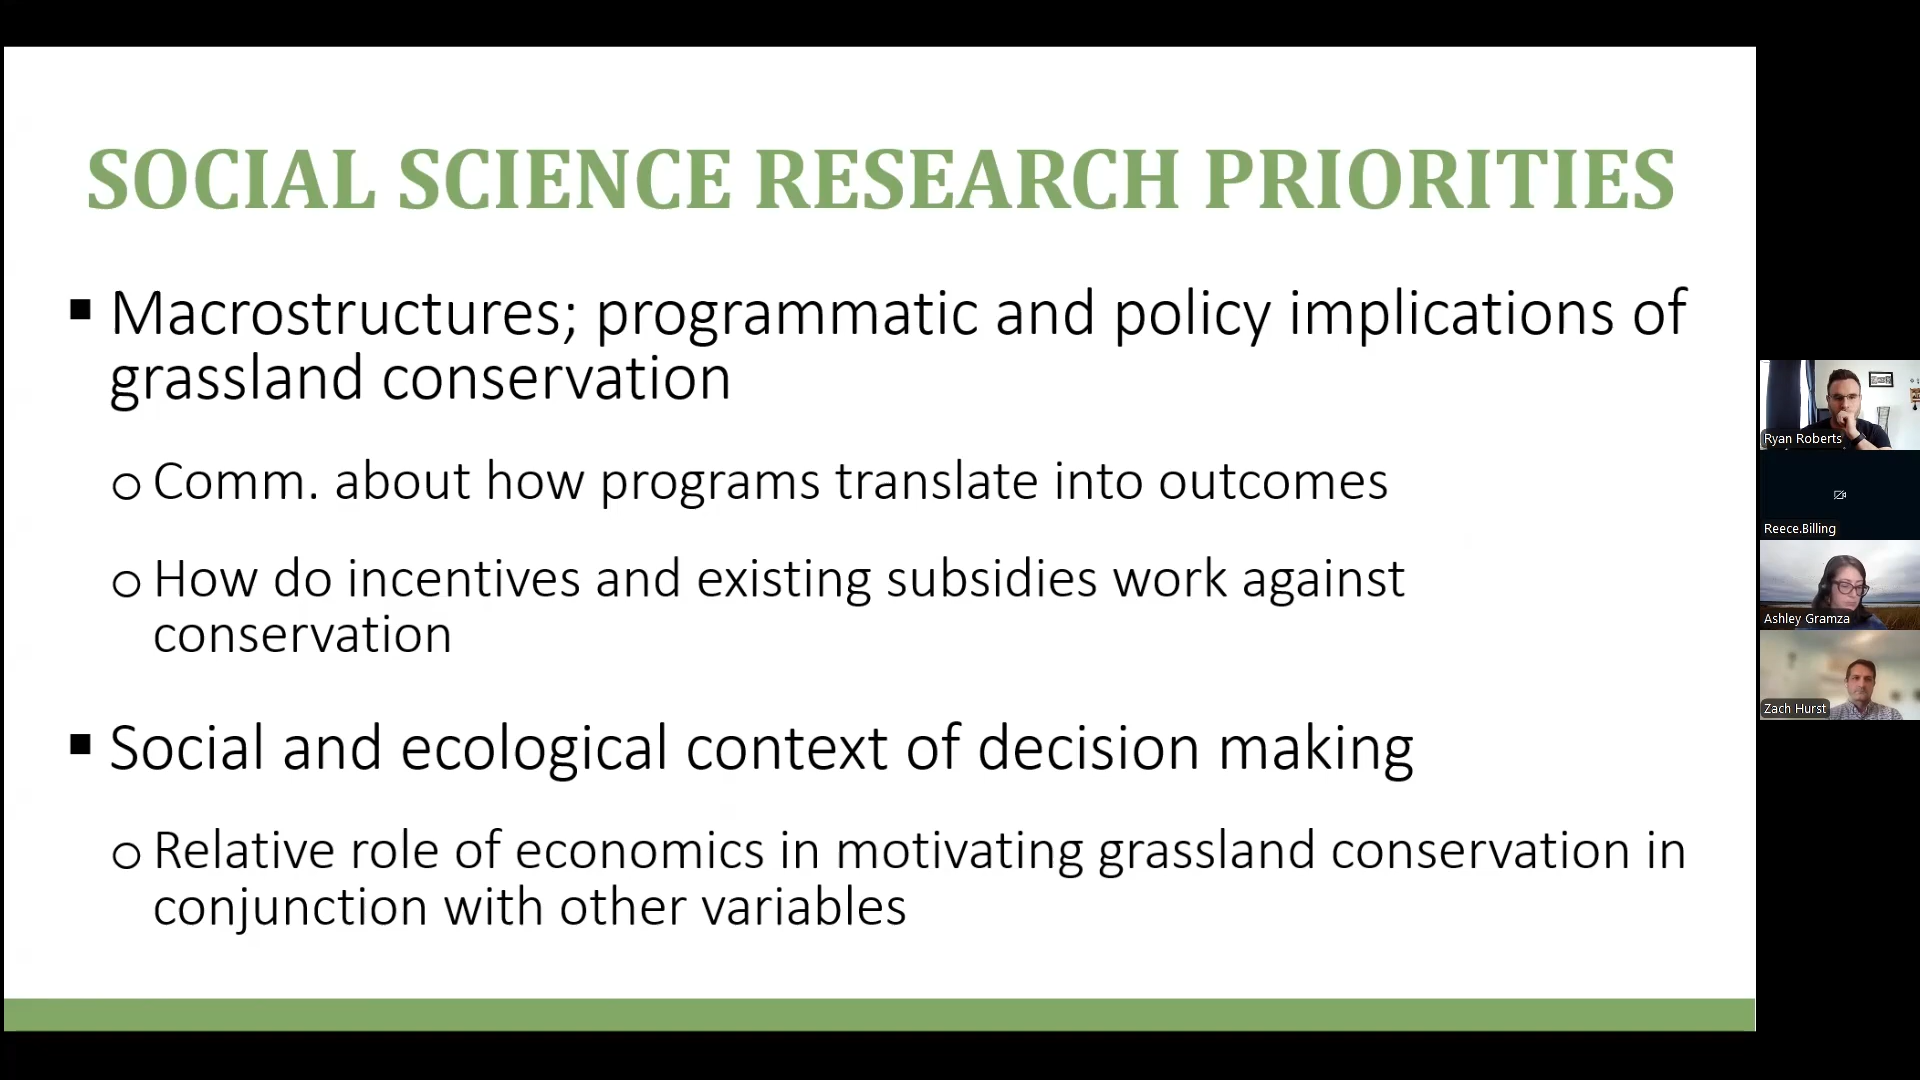 SOCIAL SCIENCE RESEARCH PRIORITIES
▪ Macrostructures; programmatic and policy implications of
grassland conservation
o Comm. about how programs translate into outcomes
o How do incentives and existing subsidies work against
conservation
▪ Social and ecological context of decision making
o Relative role of economics in motivating grassland conservation in
conjunction with other variables
Ryan Roberts
Reece.Billing
Ashley Gramza
Zach Hurst